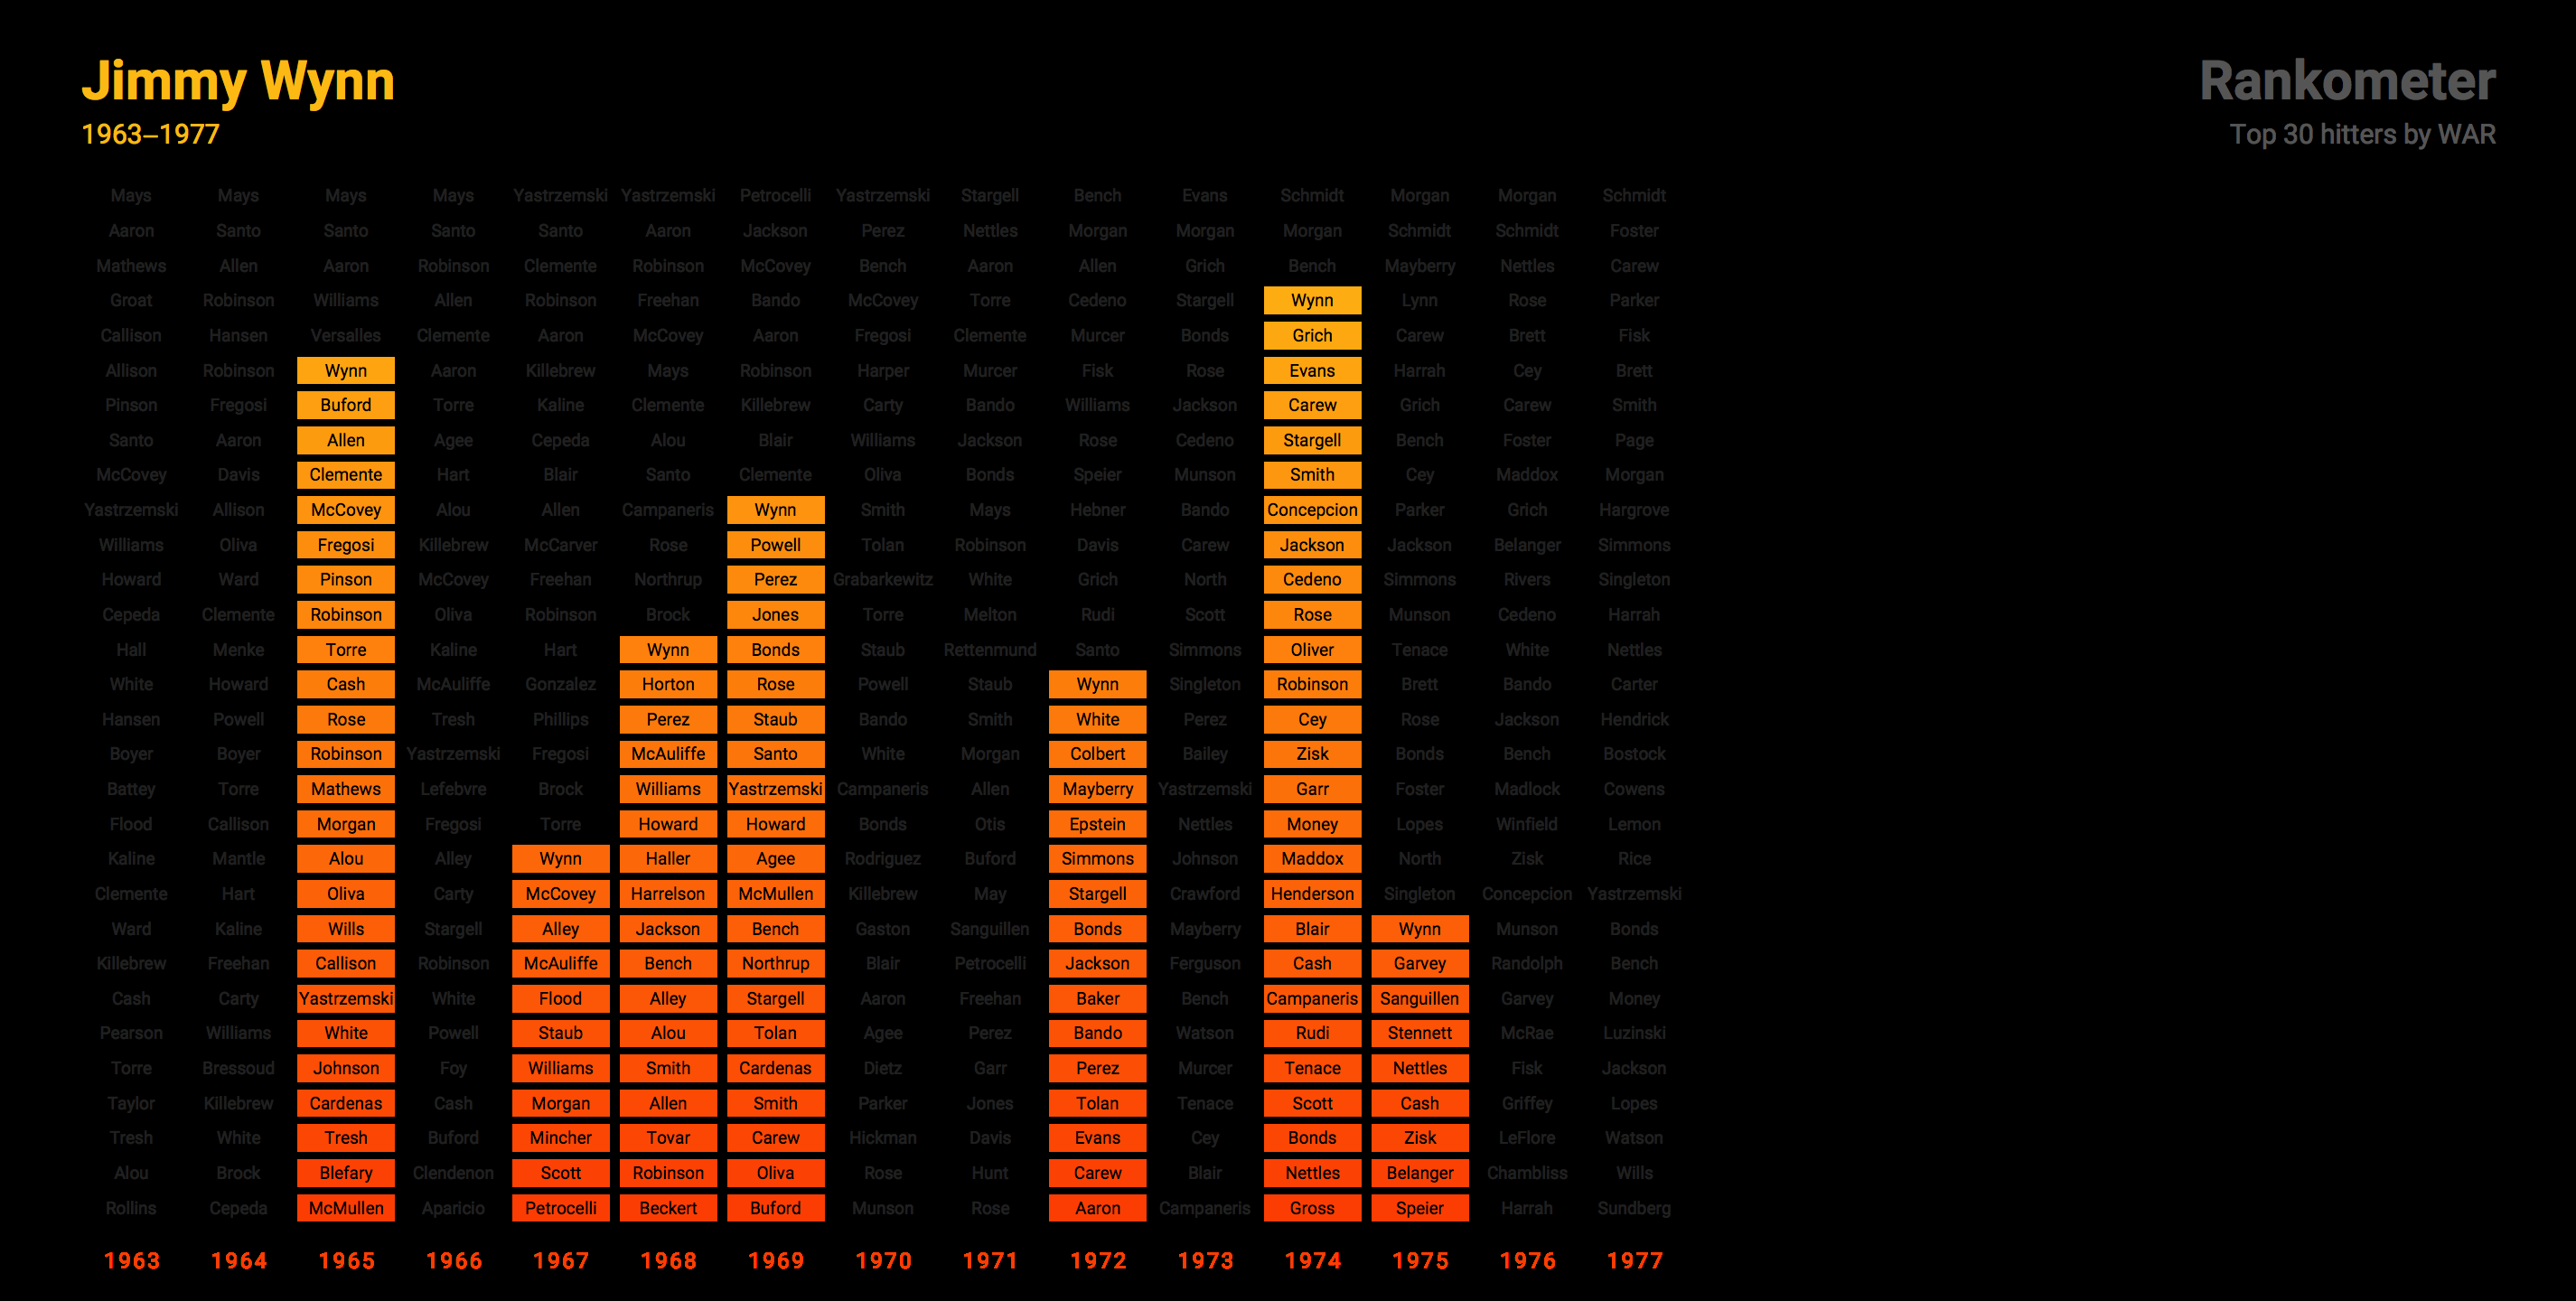 Jimmy Wynn
1963–1977
Rankometer
Top 30 hitters by WAR
Mays Mays Mays Mays Yastrzemski Yastrzemski Petrocelli Yastrzemski Stargell Bench Evans Schmidt Morgan Morgan Schmidt
Aaron Santo Santo Santo Santo Aaron Jackson Perez Nettles Morgan Morgan Morgan Schmidt Schmidt Foster
Mathews Allen Aaron Robinson Clemente Robinson McCovey Bench Aaron Allen Grich Bench Mayberry Nettles Carew
Groat Robinson Williams Allen Robinson Freehan Bando McCovey Torre Cedeno Stargell Wynn Lynn Rose Parker
Callison Hansen Versalles Clemente Aaron McCovey Aaron Fregosi Clemente Murcer Bonds Grich Carew Brett Fisk
Allison Robinson Wynn Aaron Killebrew Mays Robinson Harper Murcer Fisk Rose Evans Harrah Cey Brett
Pinson Fregosi Buford Torre Kaline Clemente Killebrew Carty Bando Williams Jackson Carew Grich Carew Smith
Santo Aaron Allen Agee Cepeda Alou Blair Williams Jackson Rose Cedeno Stargell Bench Foster Page
McCovey Davis Clemente Hart Blair Santo Clemente Oliva Bonds Speier Munson Smith Cey Maddox Morgan
Yastrzemski Allison McCovey Alou Allen Campaneris Wynn Smith Mays Hebner Bando Concepcion Parker Grich Hargrove
Williams Oliva Fregosi Killebrew McCarver Rose Powell Tolan Robinson Davis Carew Jackson Jackson Belanger Simmons
Howard Ward Pinson McCovey Freehan Northrup Perez Grabarkewitz White Grich North Cedeno Simmons Rivers Singleton
Cepeda Clemente Robinson Oliva Robinson Brock Jones Torre Melton Rudi Scott Rose Munson Cedeno Harrah
Hall Menke Torre Kaline Hart Wynn Bonds Staub Rettenmund Santo Simmons Oliver Tenace White Nettles
White Howard Cash McAuliffe Gonzalez Horton Rose Powell Staub Wynn Singleton Robinson Brett Bando Carter
Hansen Powell Rose Tresh Phillips Perez Staub Bando Smith White Perez Cey Rose Jackson Hendrick
Boyer Boyer Robinson Yastrzemski Fregosi McAuliffe Santo White Morgan Colbert Bailey Zisk Bonds Bench Bostock
Battey Torre Mathews Lefebvre Brock Williams Yastrzemski Campaneris Allen Mayberry Yastrzemski Garr Foster Madlock Cowens
Flood Callison Morgan Fregosi Torre Howard Howard Bonds Otis Epstein Nettles Money Lopes Winfield Lemon
Kaline Mantle Alou Alley Wynn Haller Agee Rodriguez Buford Simmons Johnson Maddox North Zisk Rice
Clemente Hart Oliva Carty McCovey Harrelson McMullen Killebrew May Stargell Crawford Henderson Singleton Concepcion Yastrzemski
Ward Kaline Wills Stargell Alley Jackson Bench Gaston Sanguillen Bonds Mayberry Blair Wynn Munson Bonds
Killebrew Freehan Callison Robinson McAuliffe Bench Northrup Blair Petrocelli Jackson Ferguson Cash Garvey Randolph Bench
Cash Carty Yastrzemski White Flood Alley Stargell Aaron Freehan Baker Bench Campaneris Sanguillen Garvey Money
Pearson Williams White Powell Staub Alou Tolan Agee Perez Bando Watson Rudi Stennett McRae Luzinski
Torre Bressoud Johnson Foy Williams Smith Cardenas Dietz Garr Perez Murcer Tenace Nettles Fisk Jackson
Taylor Killebrew Cardenas Cash Morgan Allen Smith Parker Jones Tolan Tenace Scott Cash Griffey Lopes
Tresh White Tresh Buford Mincher Tovar Carew Hickman Davis Evans Cey Bonds Zisk LeFlore Watson
Alou Brock Blefary Clendenon Scott Robinson Oliva Rose Hunt Carew Blair Nettles Belanger Chambliss Wills
Rollins Cepeda McMullen Aparicio Petrocelli Beckert Buford Munson Rose Aaron Campaneris Gross Speier Harrah Sundberg
1963 1964 1965 1966 1967 1968 1969 1970 1971 1972 1973 1974 1975 1976 1977